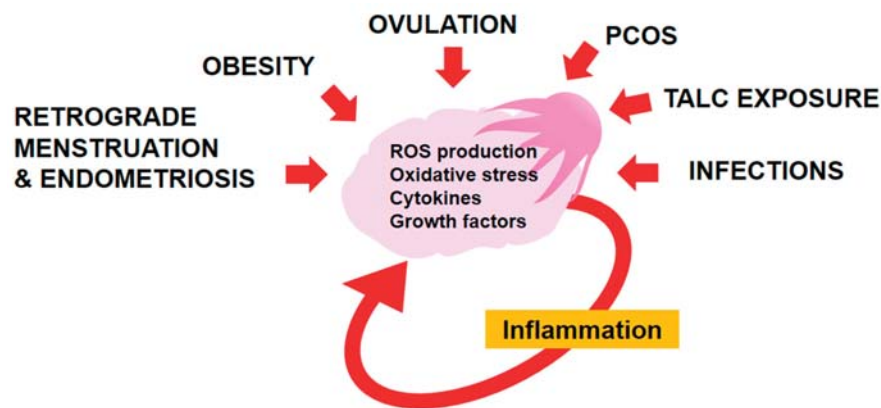 OVULATION
PCOS
OBESITY
TALC EXPOSURE
RETROGRADE
MENSTRUATION
& ENDOMETRIOSIS
INFECTIONS
ROS production
Oxidative stress
Cytokines
Growth factors
Inflammation